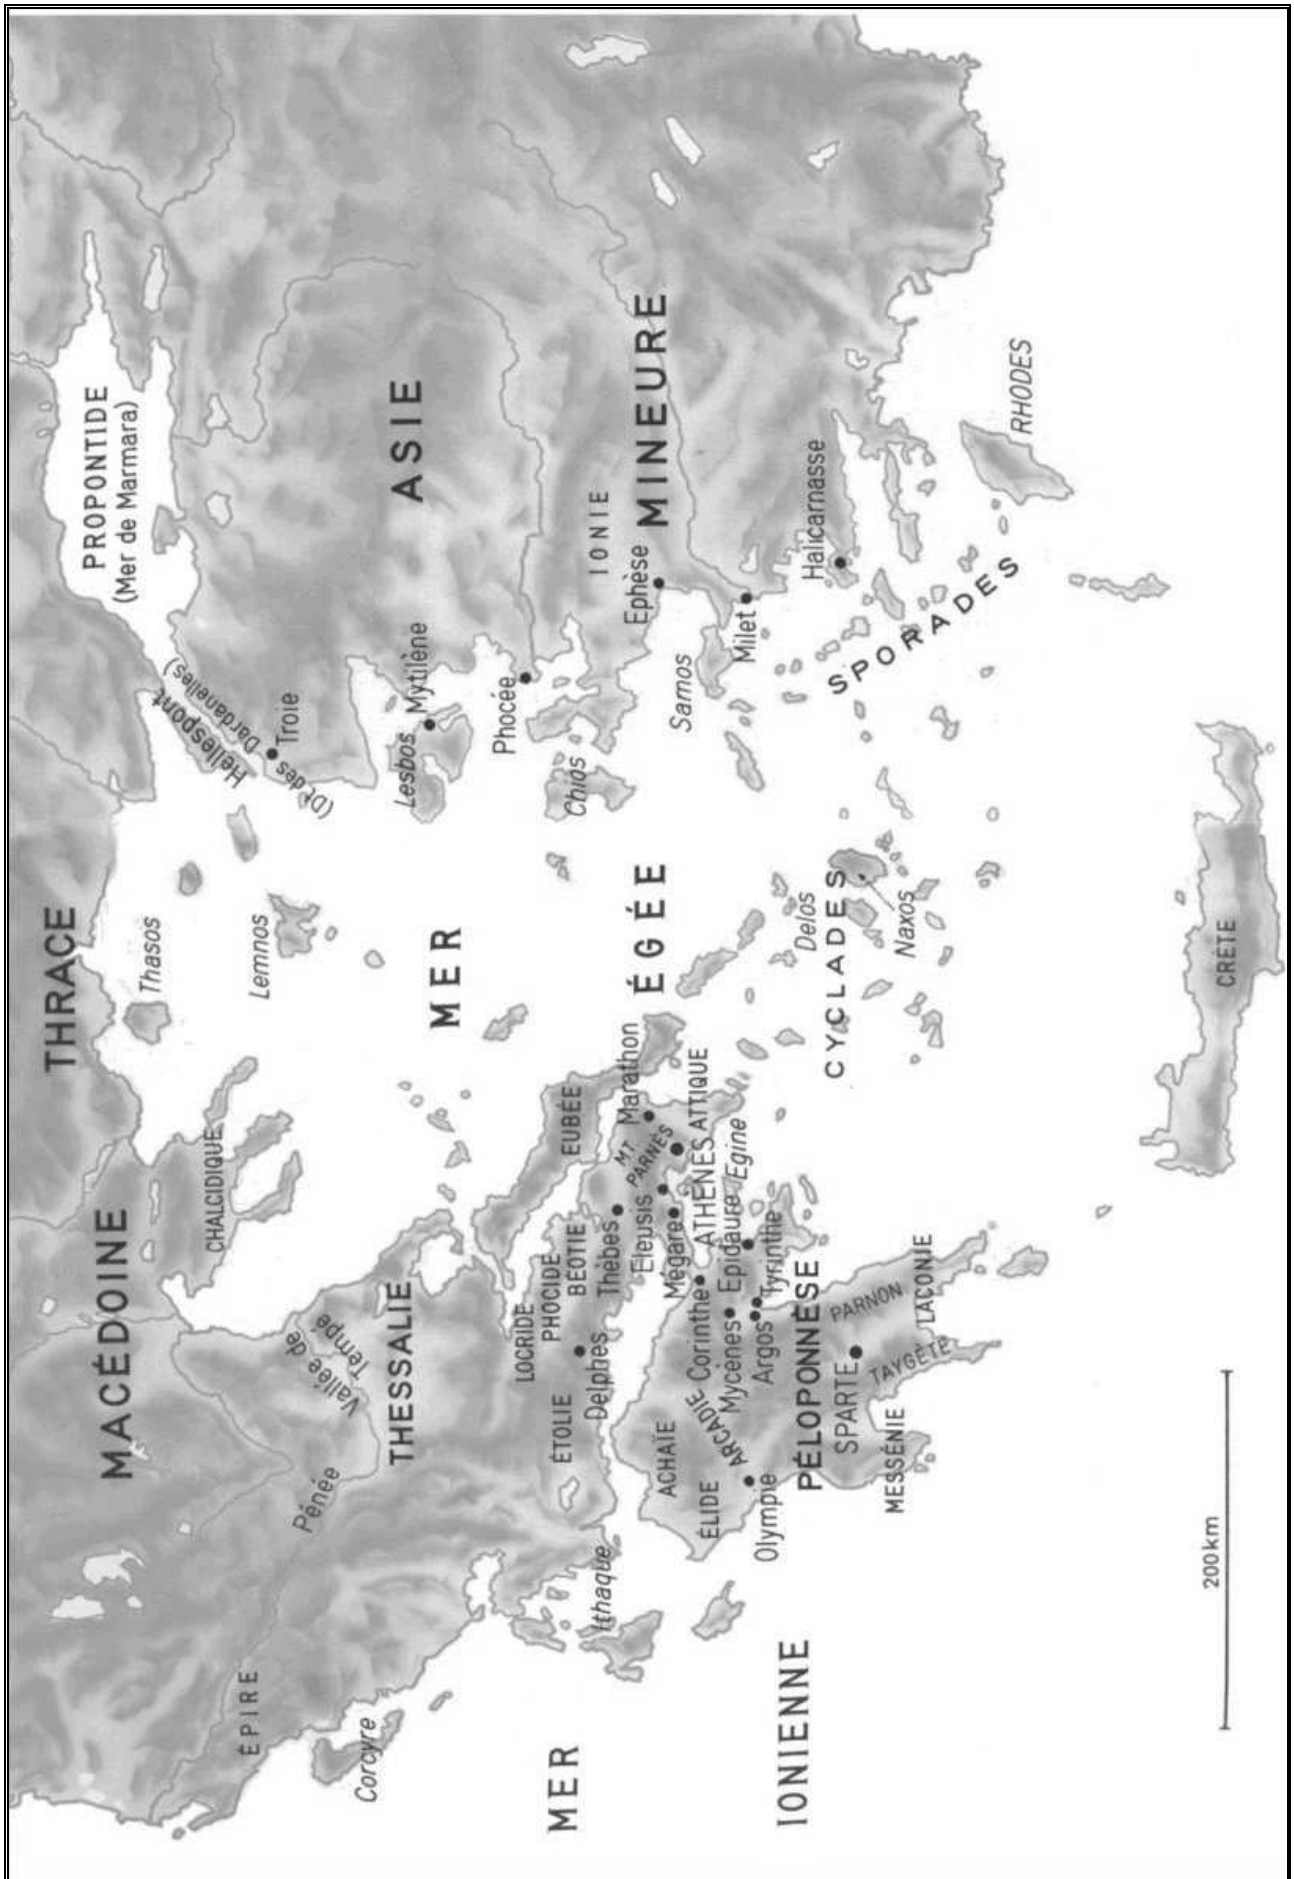 THRACE
MACÉDOINE
PROPONTIDE
(Mer de Marmara)
Hellespont
(Dt des Dardanelles)
Troie
Thasos
Lemnos
CHALCIDIQUE
ÉPIRE
Corcyre
Pénée
Vallée de
Tempé
THESSALIE
ASIE
MINEURE
Lesbos
Mytilène
Phocée
Chios
IONIE
Ephèse
Samos
Milet
Halicarnasse
SPORADES
RHODES
MER
ÉGÉE
EUBÉE
LOCRIDE
PHOCIDE
BÉOTIE
ÉTOLIE
Delphes
Thèbes
Marathon
MT
PARNÈS
Eleusis
Mégare
ATHÈNES
ATTIQUE
Egine
Ithaque
ACHAÏE
Corinthe
Epidaure
ÉLIDE
ARCADIE
Mycènes
Argos
Tyrinthe
Olympie
PÉLOPONNÈSE
SPARTE
PARNON
TAYGÈTE
LACONIE
MESSÉNIE
Delos
CYCLADES
Naxos
CRÈTE
MER
IONIENNE
200km